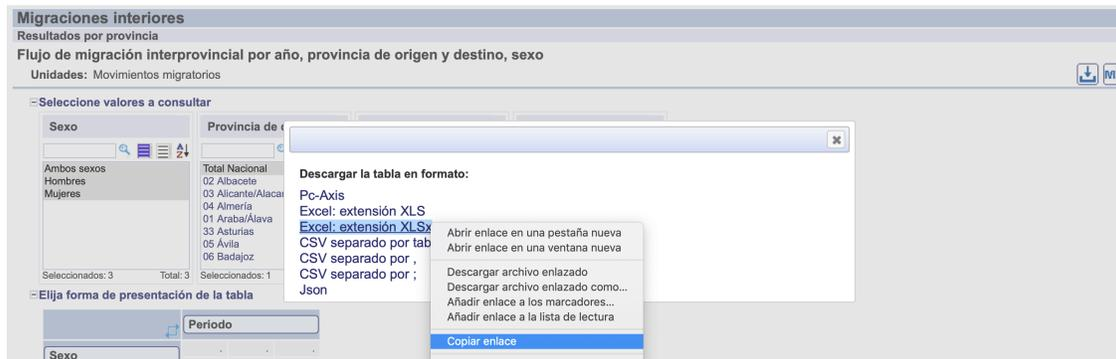 Migraciones interiores
Resultados por provincia
Flujo de migración interprovincial por año, provincia de origen y destino, sexo
Unidades: Movimientos migratorios
Seleccione valores a consultar
Sexo
Provincia de
Ambos sexos
Hombres
Mujeres
Seleccionados: 3 Total: 3
Total Nacional
02 Albacete
03 Alicante/Alacan
04 Almería
01 Araba/Álava
33 Asturias
05 Ávila
06 Badajoz
Seleccionados: 1
Descargar la tabla en formato:
Pc-Axis
Excel: extensión XLS
Excel: extensión XLSx
CSV separado por tab
CSV separado por ,
CSV separado por ;
Json
Abrir enlace en una pestaña nueva
Abrir enlace en una ventana nueva
Descargar archivo enlazado
Descargar archivo enlazado como...
Añadir enlace a los marcadores...
Añadir enlace a la lista de lectura
Copiar enlace
Elija forma de presentación de la tabla
Periodo
Sexo